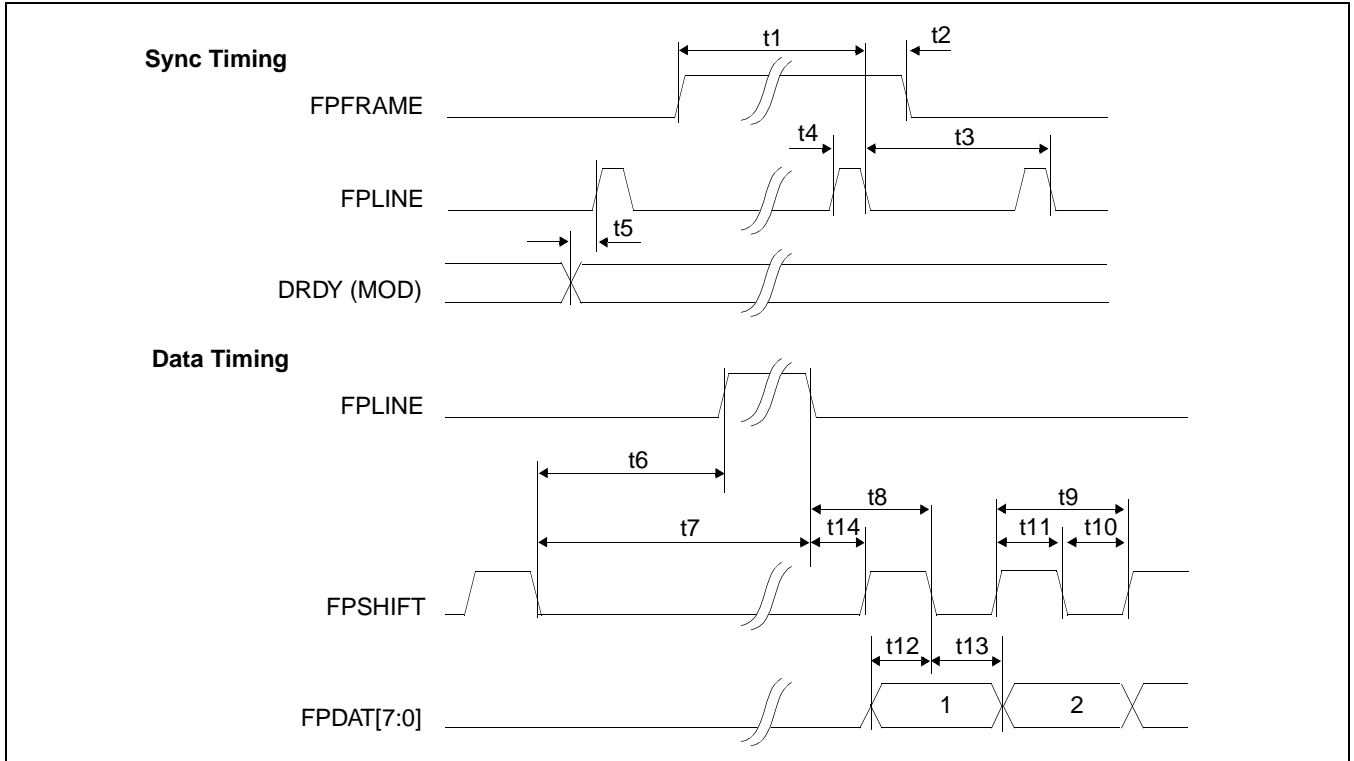 t1
t2
Sync Timing
FPFRAME
t4
t3
FPLINE
t5
DRDY (MOD)
Data Timing
FPLINE
t6
t8
t9
t7
t14
t11
t10
FPSHIFT
t12
t13
FPDAT[7:0]
1
2